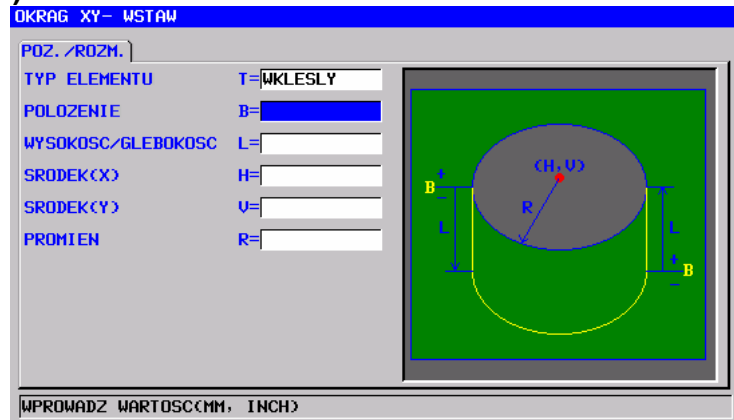 OKRAG XY- WSTAW
POZ./ROZM.
TYP ELEMENTU T=WKLESLY
POLOZENIE B=
WYSOKOSC/GLEBOKOSC L=
SRODEK(X) H=
SRODEK(Y) V=
PROMIEN R=
(H,V)
+
B
-
R
L
L
+
B
-
WPROWADZ WARTOSC(MM, INCH)